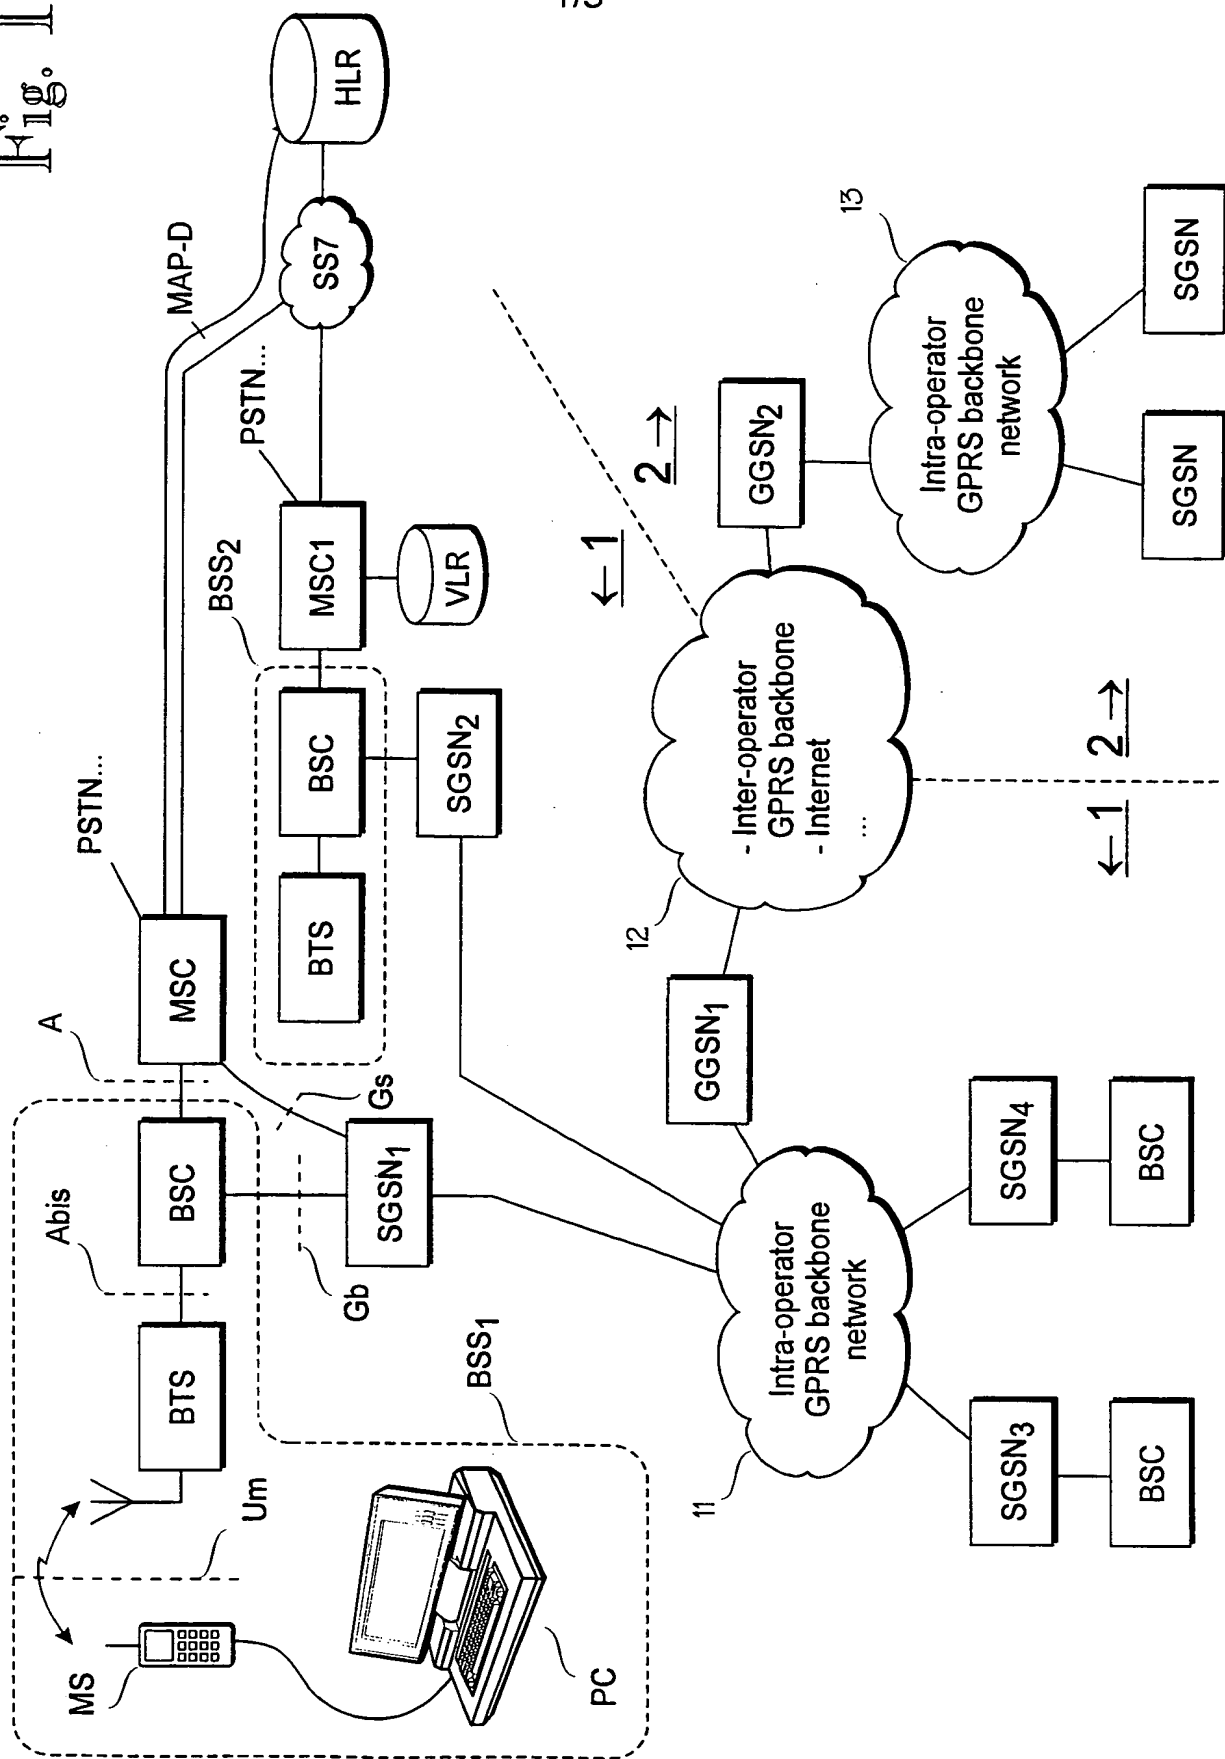 1/3
Fig. 1
MS
Um
BTS
Abis
BSC
A
MSC
PSTN...
MAP-D
HLR
SS7
PC
BSS1
Gb
Gs
SGSN1
BTS
BSC
BSS2
MSC1
PSTN...
VLR
SGSN2
11
Intra-operator
GPRS backbone
network
GGSN1
12
- Inter-operator
GPRS backbone
- Internet
...
←1
2→
GGSN2
13
Intra-operator
GPRS backbone
network
SGSN3
BSC
SGSN4
BSC
←1
2→
SGSN
SGSN